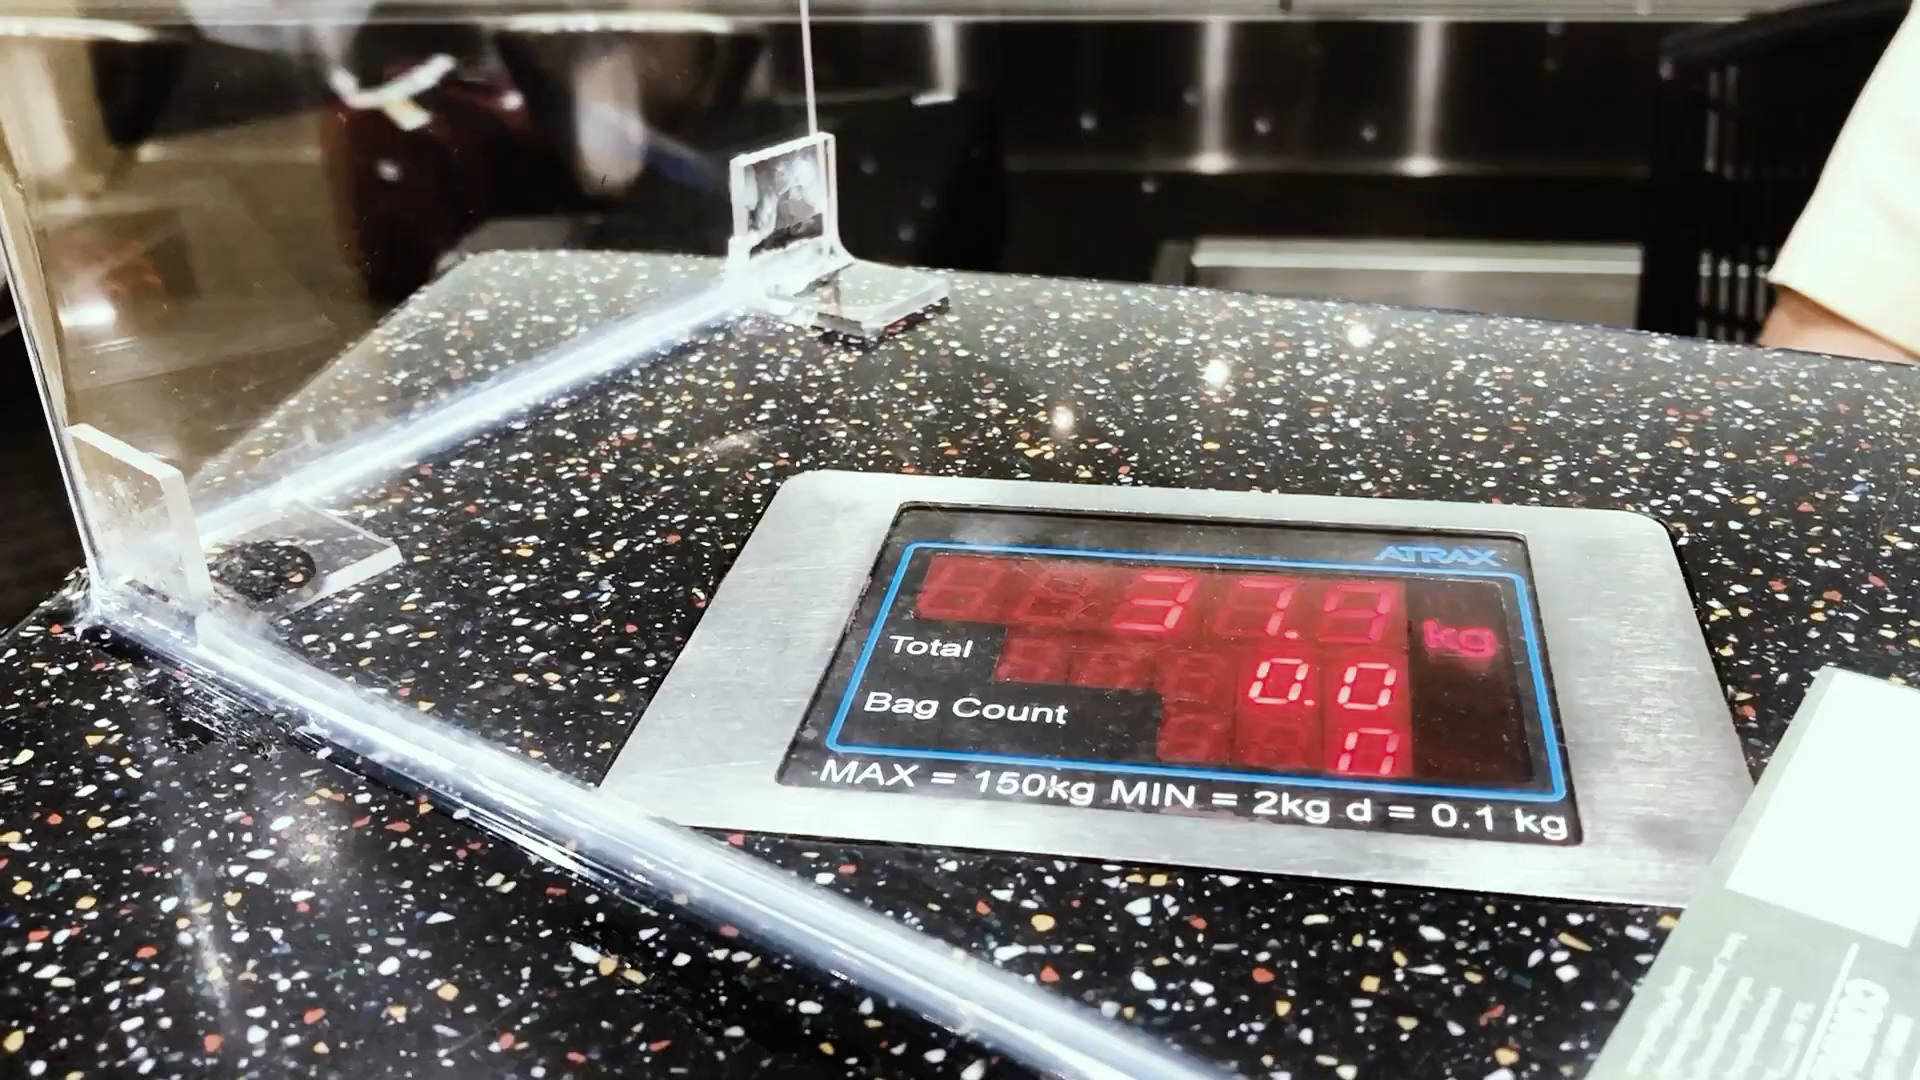 ATRAX
37.9 kg
Total 0.0
Bag Count 0
MAX = 150kg MIN = 2kg d = 0.1 kg